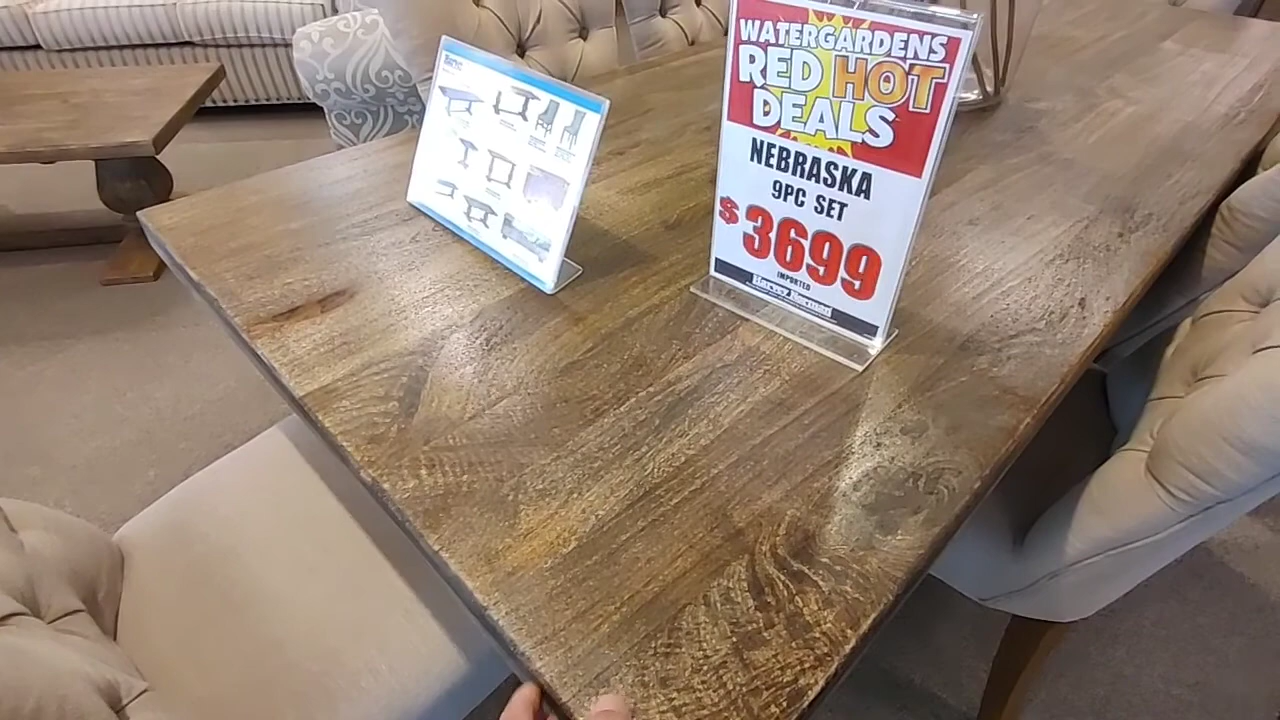 WATERGARDENS
RED HOT
DEALS
NEBRASKA
9PC SET
$3699
IMPORTED
Harvey Norman